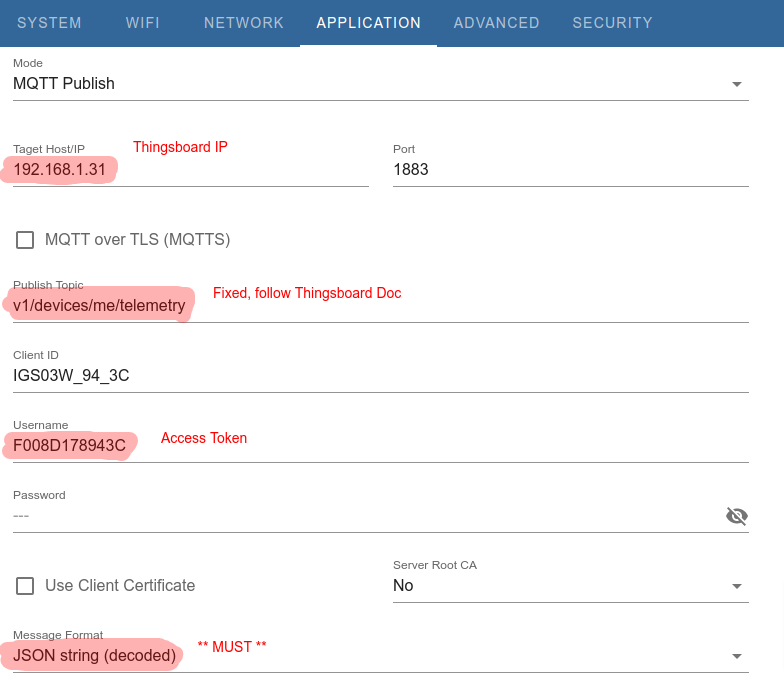 SYSTEM WIFI NETWORK APPLICATION ADVANCED SECURITY
Mode
MQTT Publish
Taget Host/IP Thingsboard IP Port
192.168.1.31 1883
MQTT over TLS (MQTTS)
Publish Topic
Fixed, follow Thingsboard Doc
v1/devices/me/telemetry
Client ID
IGS03W_94_3C
Username
Access Token
F008D178943C
Password
---
Server Root CA
Use Client Certificate No
Message Format
** MUST **
JSON string (decoded)